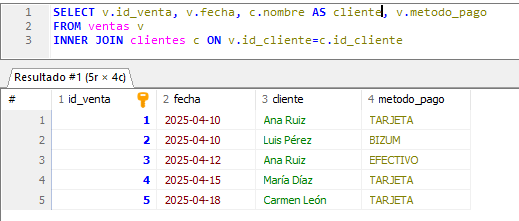 1 SELECT v.id_venta, v.fecha, c.nombre AS cliente, v.metodo_pago
2 FROM ventas v
3 INNER JOIN clientes c ON v.id_cliente=c.id_cliente
Resultado #1 (5r × 4c)
# 1 id_venta 2 fecha 3 cliente 4 metodo_pago
1 1 2025-04-10 Ana Ruiz TARJETA
2 2 2025-04-10 Luis Pérez BIZUM
3 3 2025-04-12 Ana Ruiz EFECTIVO
4 4 2025-04-15 María Díaz TARJETA
5 5 2025-04-18 Carmen León TARJETA